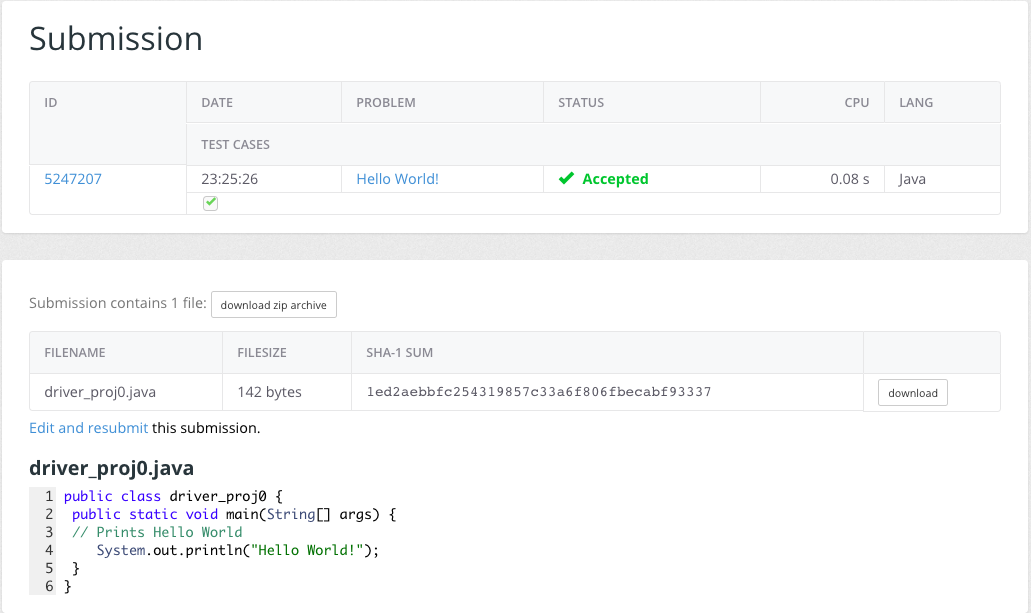 Submission
ID DATE PROBLEM STATUS CPU LANG
TEST CASES
5247207 23:25:26 Hello World! Accepted 0.08 s Java
Submission contains 1 file: download zip archive
FILENAME FILESIZE SHA-1 SUM
driver_proj0.java 142 bytes 1ed2aebbfc254319857c33a6f806fbecabf93337 download
Edit and resubmit this submission.
driver_proj0.java
1 public class driver_proj0 {
2 public static void main(String[] args) {
3 // Prints Hello World
4 System.out.println("Hello World!");
5 }
6 }